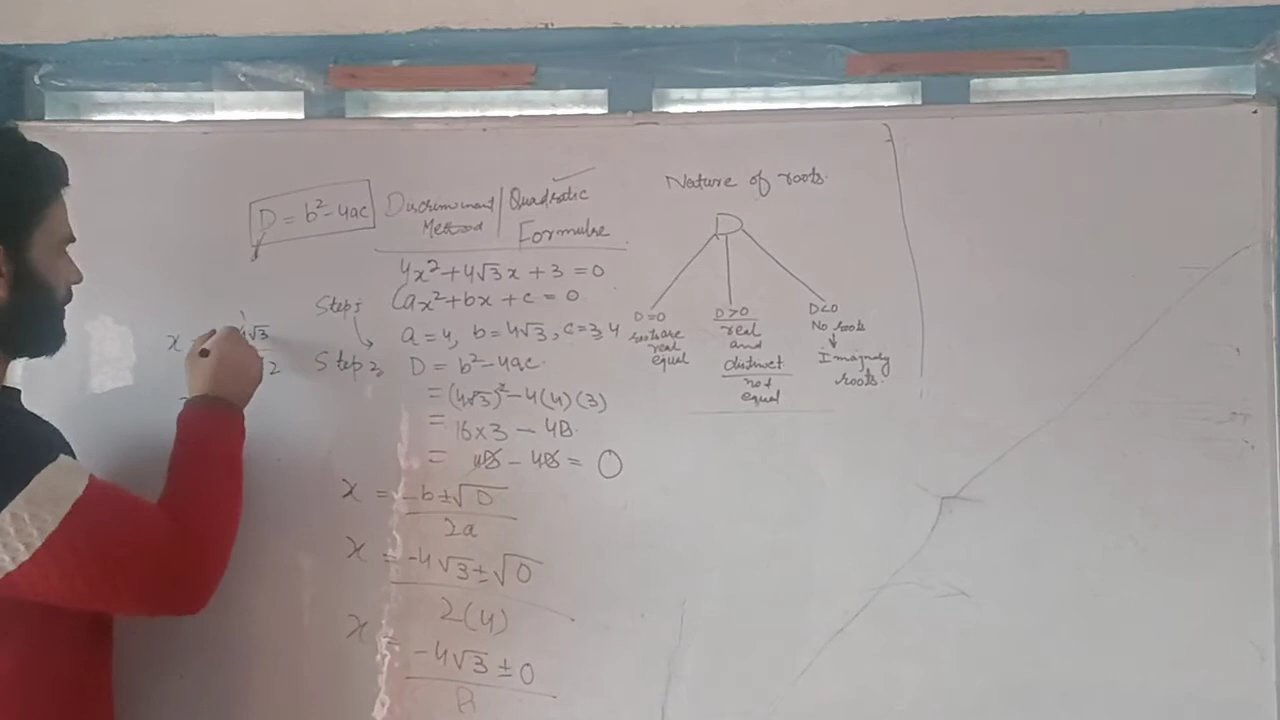 D = b²-4ac
Discriminant Method / Quadratic Formulae
4x² + 4√3x + 3 = 0
Step:
ax² + bx + c = 0
a = 4, b = 4√3, c = 3
Step 2
D = b² - 4ac
= (4√3)² - 4(4)(3)
= 16×3 - 48
= 48 - 48 = 0
x = -b ± √D
2a
x = -4√3 ± √0
2(4)
x = -4√3 ± 0
8
x
4√3
2
Nature of roots.
D
D=0
roots are
real
equal
D>0
real
and
distinct
not
equal
D<0
No roots
Imaginary
roots.